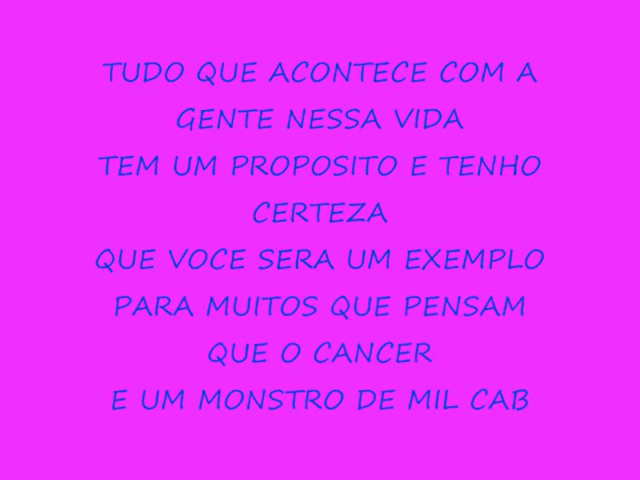 TUDO QUE ACONTECE COM A
GENTE NESSA VIDA
TEM UM PROPOSITO E TENHO
CERTEZA
QUE VOCE SERA UM EXEMPLO
PARA MUITOS QUE PENSAM
QUE O CANCER
E UM MONSTRO DE MIL CAB